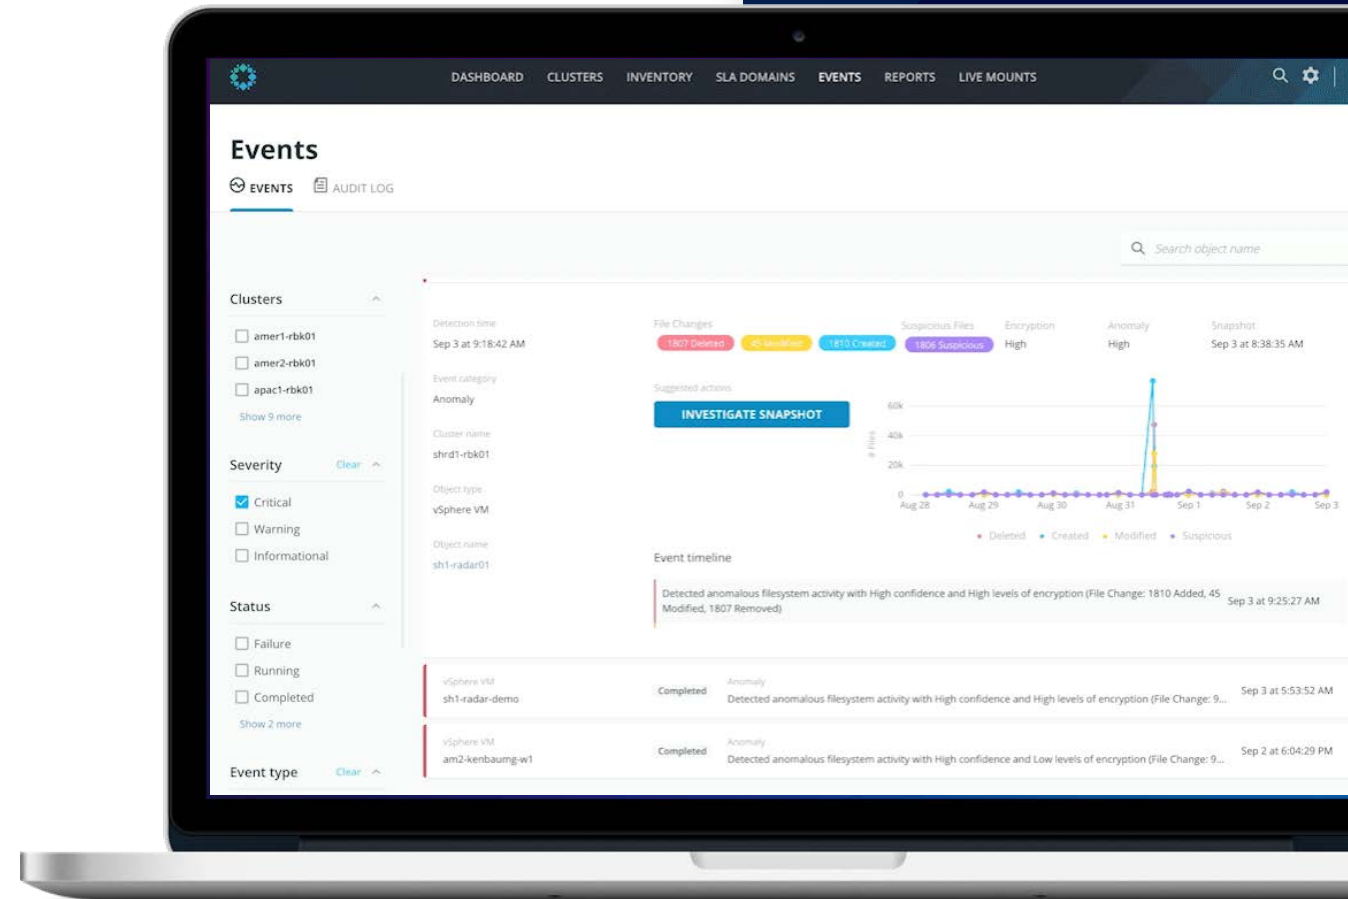 DASHBOARD CLUSTERS INVENTORY SLA DOMAINS EVENTS REPORTS LIVE MOUNTS
Events
EVENTS AUDIT LOG
Search object name
Clusters
amer1-rbk01
amer2-rbk01
apac1-rbk01
Show 9 more
Severity Clear
Critical
Warning
Informational
Status
Failure
Running
Completed
Show 2 more
Event type Clear
Detection time
Sep 3 at 9:18:42 AM
Event category
Anomaly
Cluster name
shrd1-rbk01
Object type
vSphere VM
Object name
sh1-radar01
File Changes
1807 Deleted 45 Modified 1810 Created
Suspicious Files
1806 Suspicious
Encryption
High
Anomaly
High
Snapshot
Sep 3 at 8:38:35 AM
Suggested actions
INVESTIGATE SNAPSHOT
# Files
60k
40k
20k
0
Aug 28 Aug 29 Aug 30 Aug 31 Sep 1 Sep 2 Sep 3
Deleted Created Modified Suspicious
Event timeline
Detected anomalous filesystem activity with High confidence and High levels of encryption (File Change: 1810 Added, 45
Modified, 1807 Removed)
Sep 3 at 9:25:27 AM
vSphere VM
sh1-radar-demo
Completed
Anomaly
Detected anomalous filesystem activity with High confidence and High levels of encryption (File Change: 9...
Sep 3 at 5:53:52 AM
vSphere VM
am2-kenbaumg-w1
Completed
Anomaly
Detected anomalous filesystem activity with High confidence and Low levels of encryption (File Change: 9...
Sep 2 at 6:04:29 PM